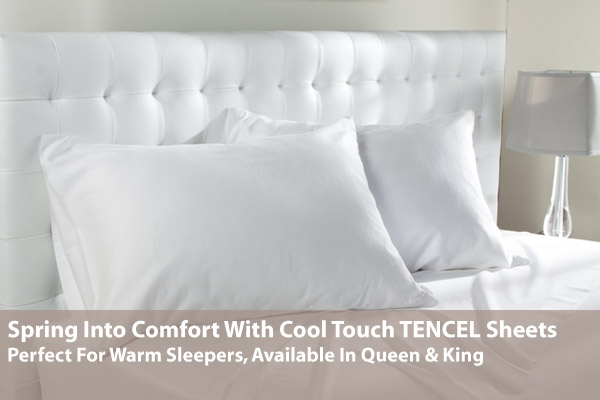 Spring Into Comfort With Cool Touch TENCEL Sheets
Perfect For Warm Sleepers, Available In Queen & King